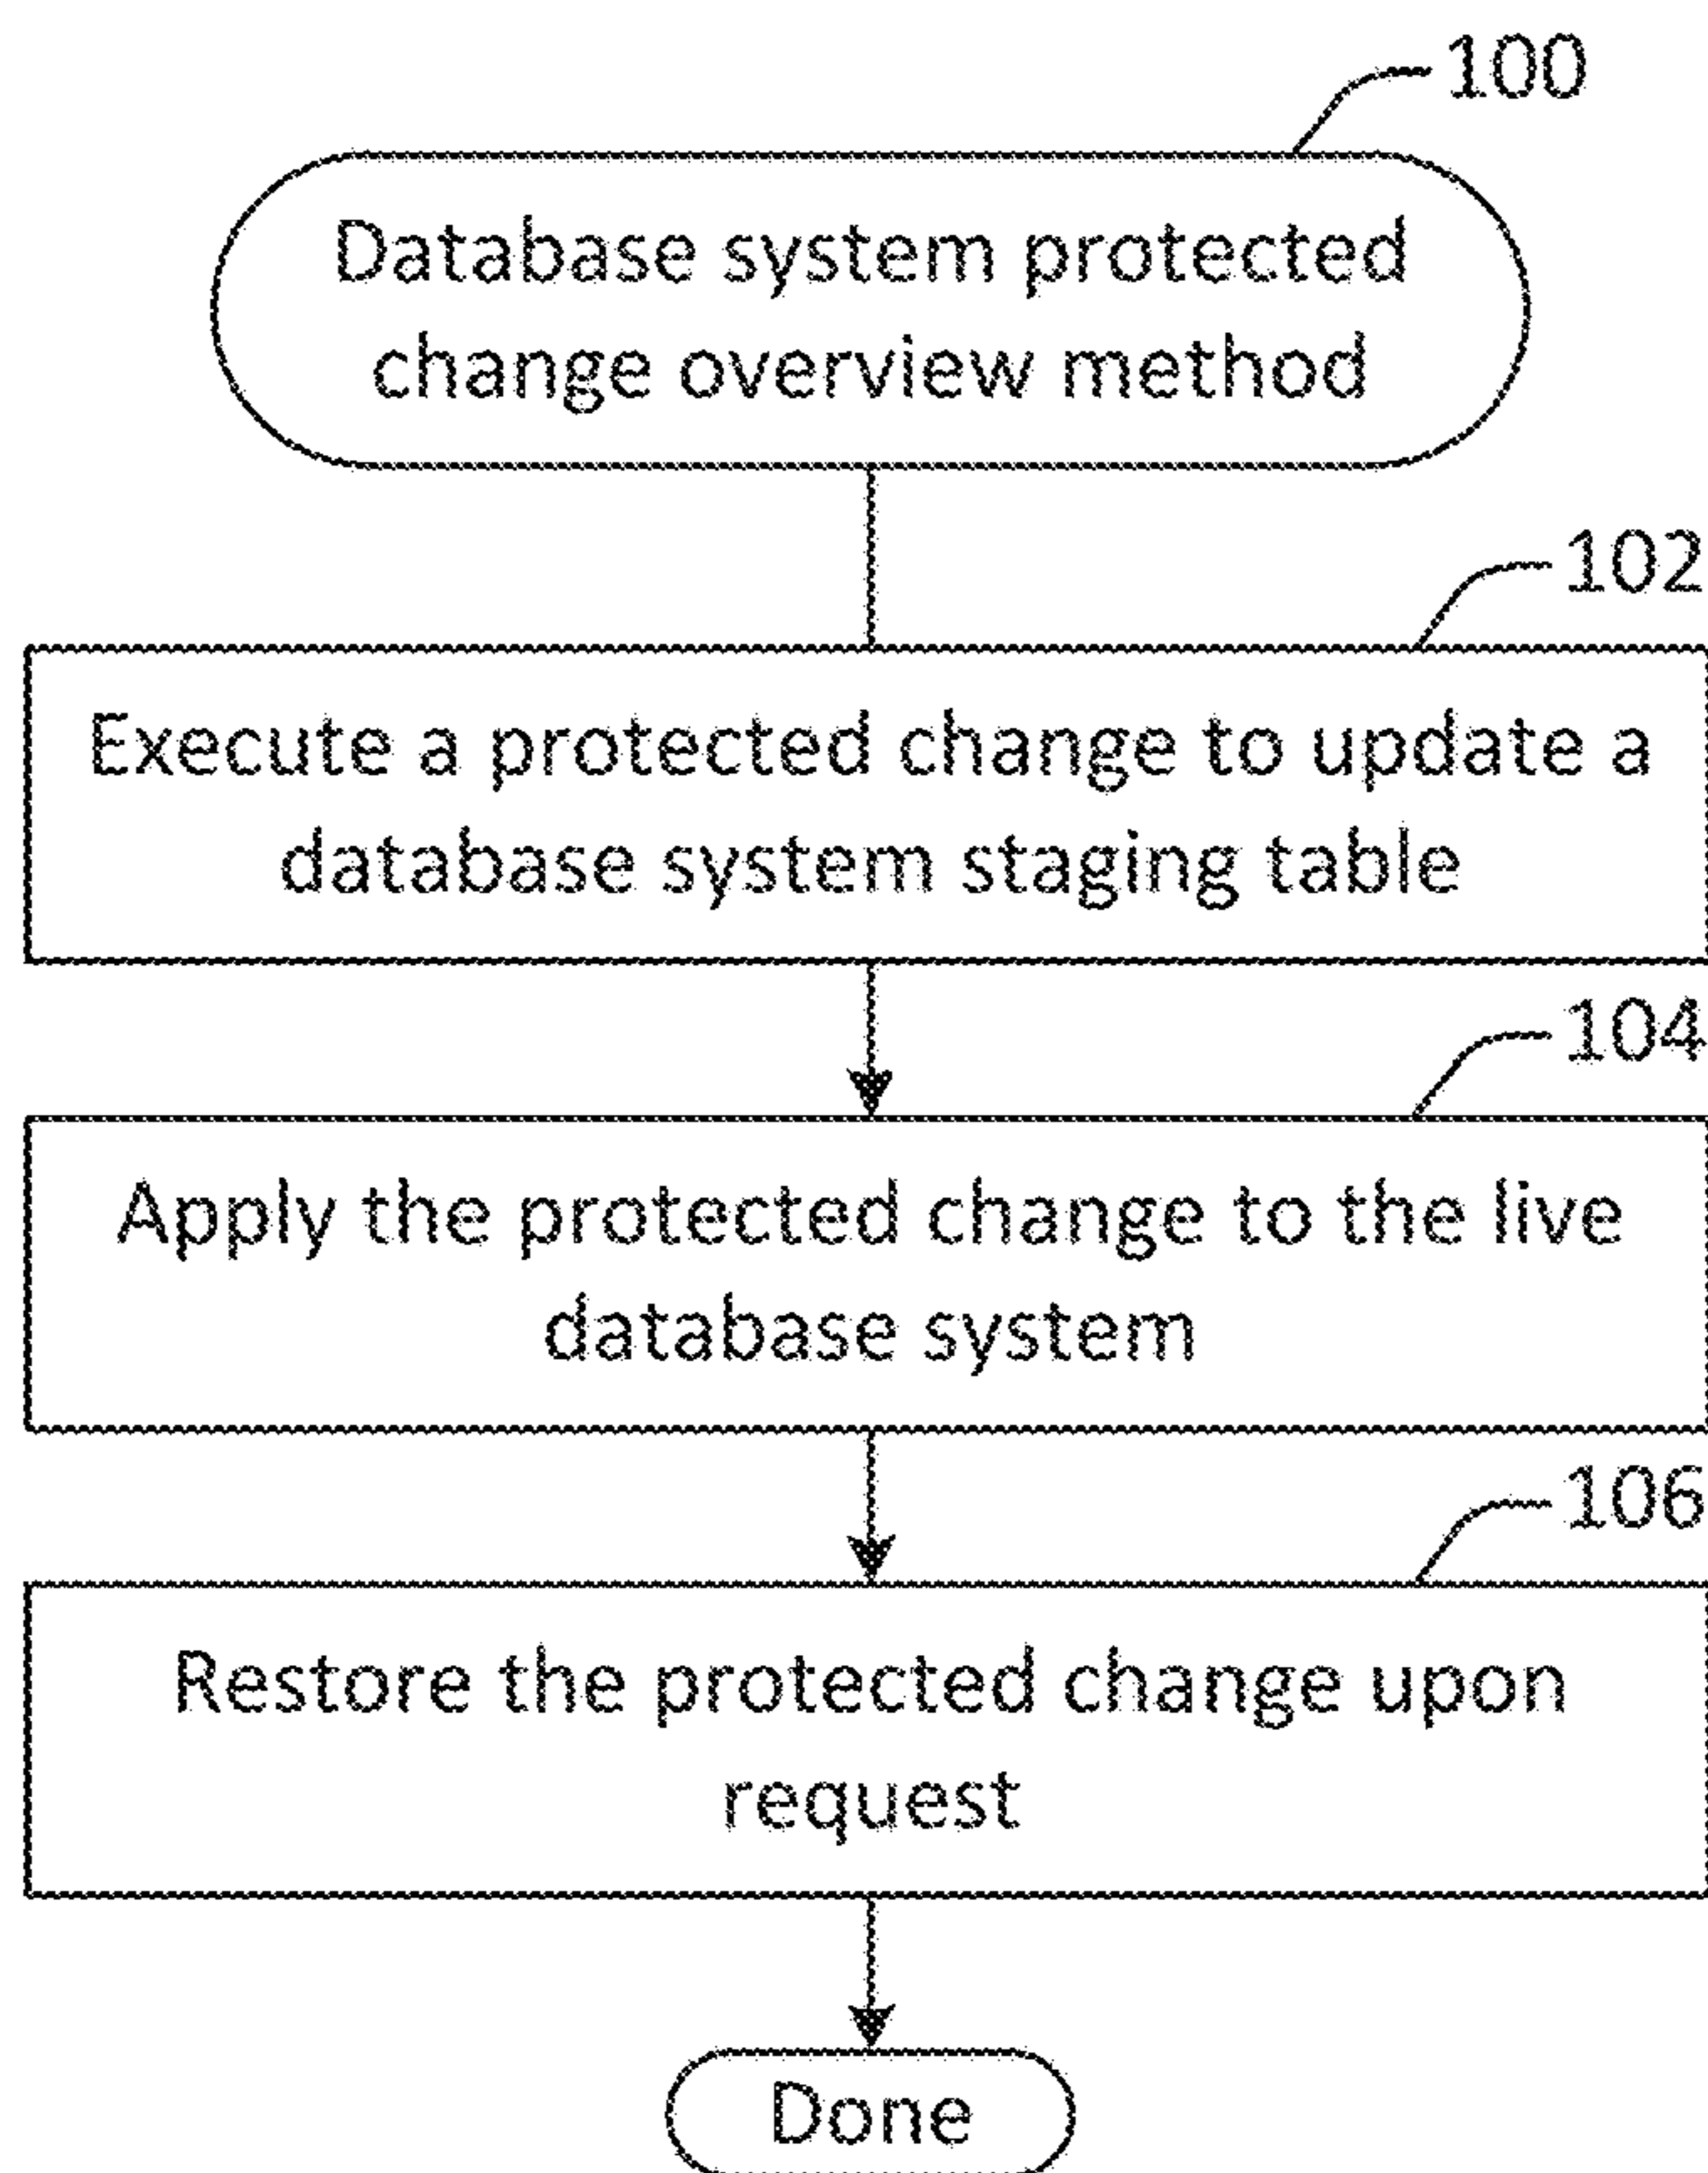 100
Database system protected
change overview method
102
Execute a protected change to update a
database system staging table
104
Apply the protected change to the live
database system
106
Restore the protected change upon
request
Done